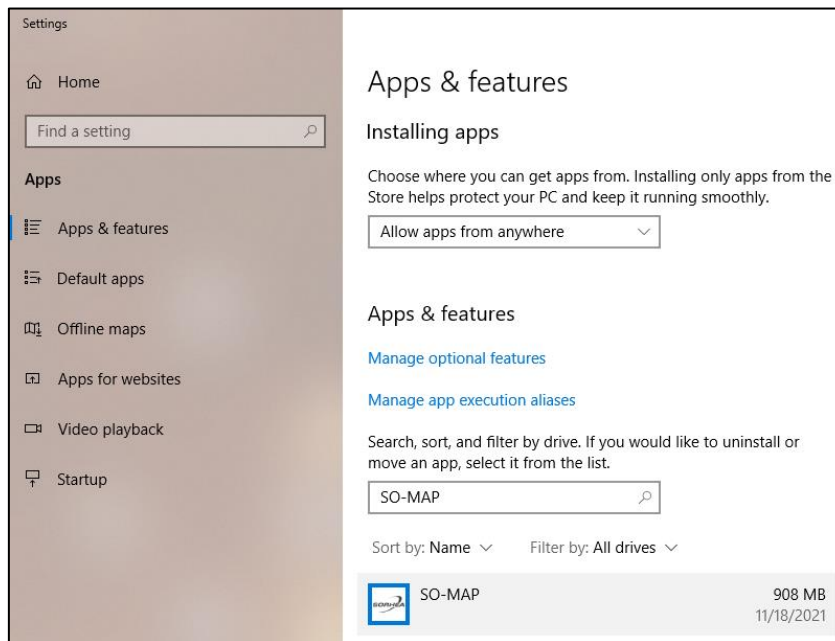 Settings
Home
Find a setting
Apps
Apps & features
Default apps
Offline maps
Apps for websites
Video playback
Startup
Apps & features
Installing apps
Choose where you can get apps from. Installing only apps from the
Store helps protect your PC and keep it running smoothly.
Allow apps from anywhere
Apps & features
Manage optional features
Manage app execution aliases
Search, sort, and filter by drive. If you would like to uninstall or
move an app, select it from the list.
SO-MAP
Sort by: Name Filter by: All drives
SORHEA
SO-MAP 908 MB
11/18/2021